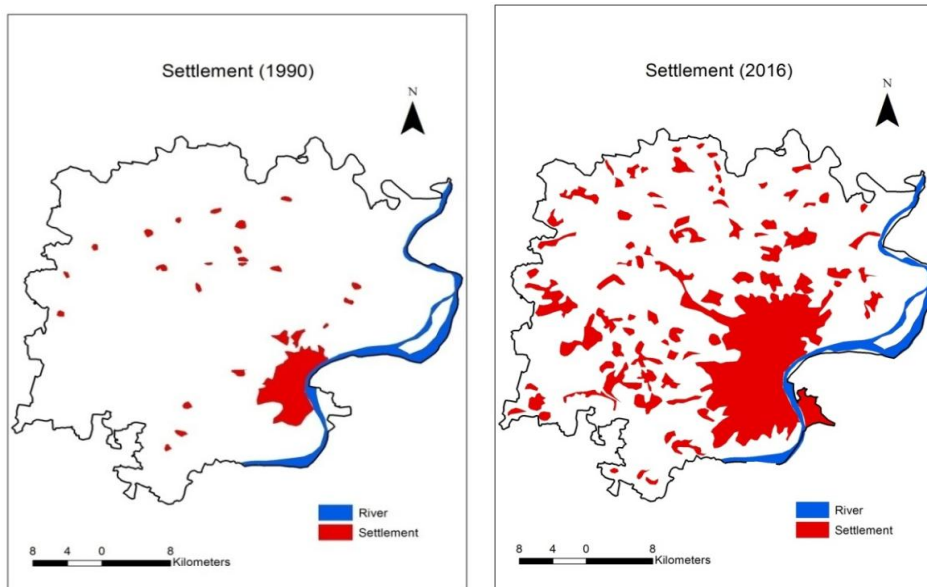 Settlement (1990)
N
River
Settlement
8 4 0 8
Kilometers
Settlement (2016)
N
River
Settlement
8 4 0 8
Kilometers